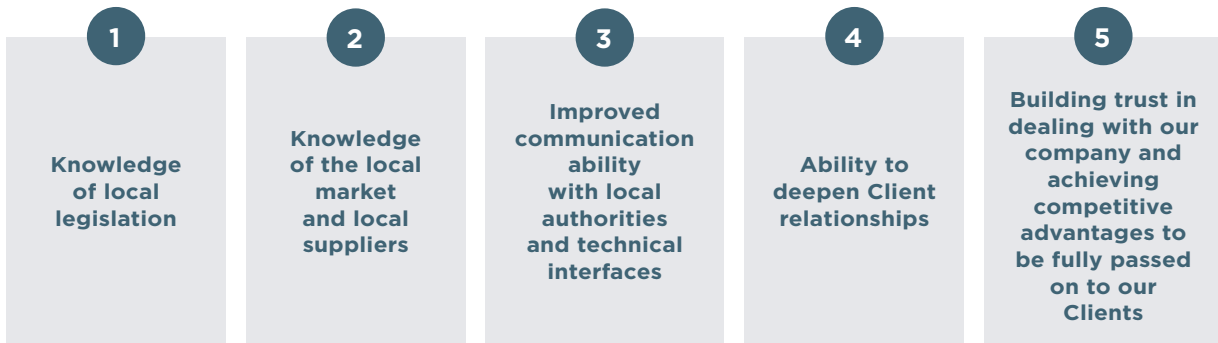 1
Knowledge
of local
legislation
2
Knowledge
of the local
market
and local
suppliers
3
Improved
communication
ability
with local
authorities
and technical
interfaces
4
Ability to
deepen Client
relationships
5
Building trust in
dealing with our
company and
achieving
competitive
advantages to
be fully passed
on to our
Clients